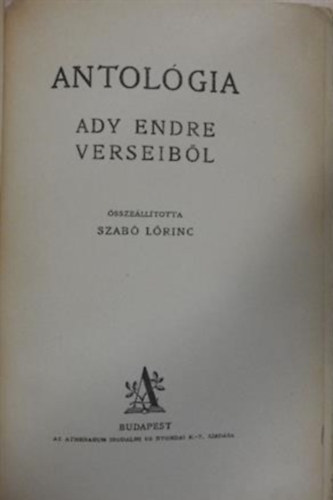 ANTOLÓGIA
ADY ENDRE
VERSEIBŐL
ÖSSZEÁLLÍTOTTA
SZABÓ LŐRINC
A
BUDAPEST
AZ ATHENAEUM IRODALMI ÉS NYOMDAI R.-T. KIADÁSA